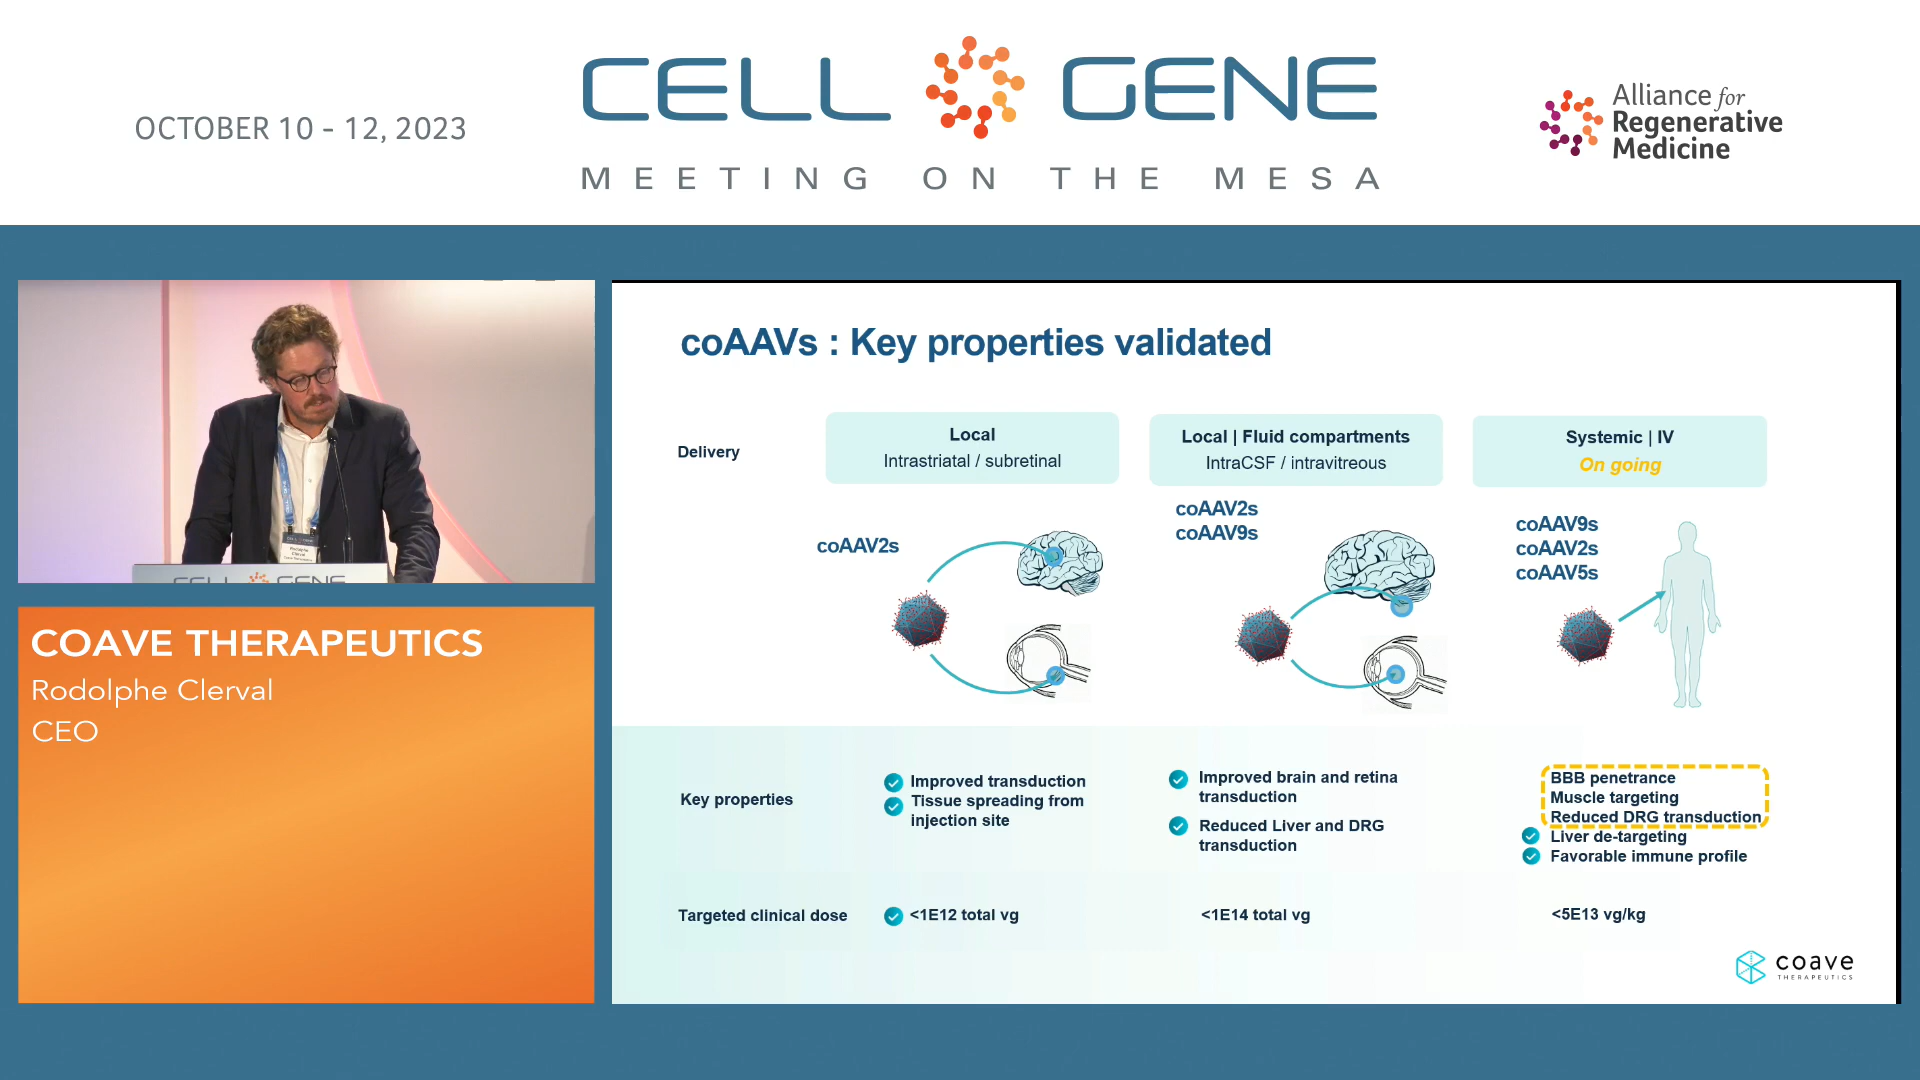 OCTOBER 10 - 12, 2023
CELL GENE
MEETING ON THE MESA
Alliance for
Regenerative
Medicine
Rodolphe
Clerval
CELL GENE
COAVE THERAPEUTICS
Rodolphe Clerval
CEO
coAAVs : Key properties validated
Delivery
Local
Intrastriatal / subretinal
Local | Fluid compartments
IntraCSF / intravitreous
Systemic | IV
On going
coAAV2s
coAAV2s
coAAV9s
coAAV9s
coAAV2s
coAAV5s
Key properties
Improved transduction
Tissue spreading from
injection site
Improved brain and retina
transduction
Reduced Liver and DRG
transduction
BBB penetrance
Muscle targeting
Reduced DRG transduction
Liver de-targeting
Favorable immune profile
Targeted clinical dose
<1E12 total vg
<1E14 total vg
<5E13 vg/kg
coave
THERAPEUTICS